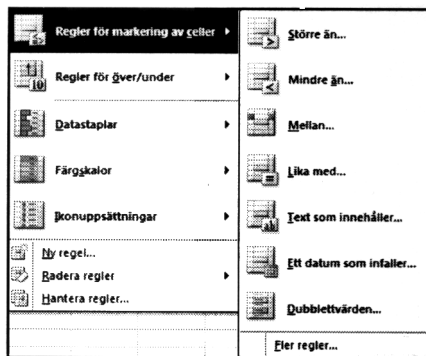 Regler för markering av celler
Regler för över/under
Datastaplar
Färgskalor
Ikonuppsättningar
Ny regel...
Radera regler
Hantera regler...
Större än...
Mindre än...
Mellan...
Lika med...
Text som innehåller...
Ett datum som infaller...
Dubblettvärden...
Fler regler...